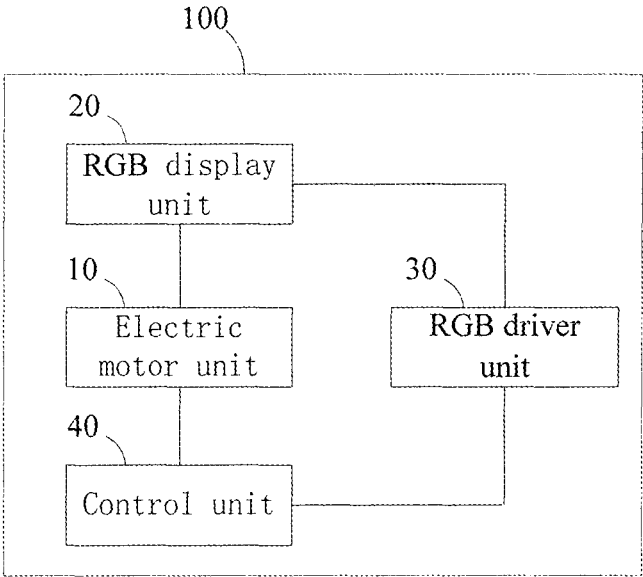 100
20
RGB display
unit
10
Electric
motor unit
30
RGB driver
unit
40
Control unit